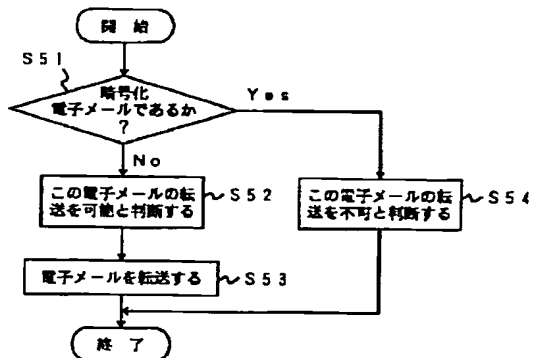 開 始
S51
暗号化
電子メールであるか
?
Yes
No
この電子メールの転
送を可能と判断する
S52
この電子メールの転
送を不可と判断する
S54
電子メールを転送する
S53
終 了